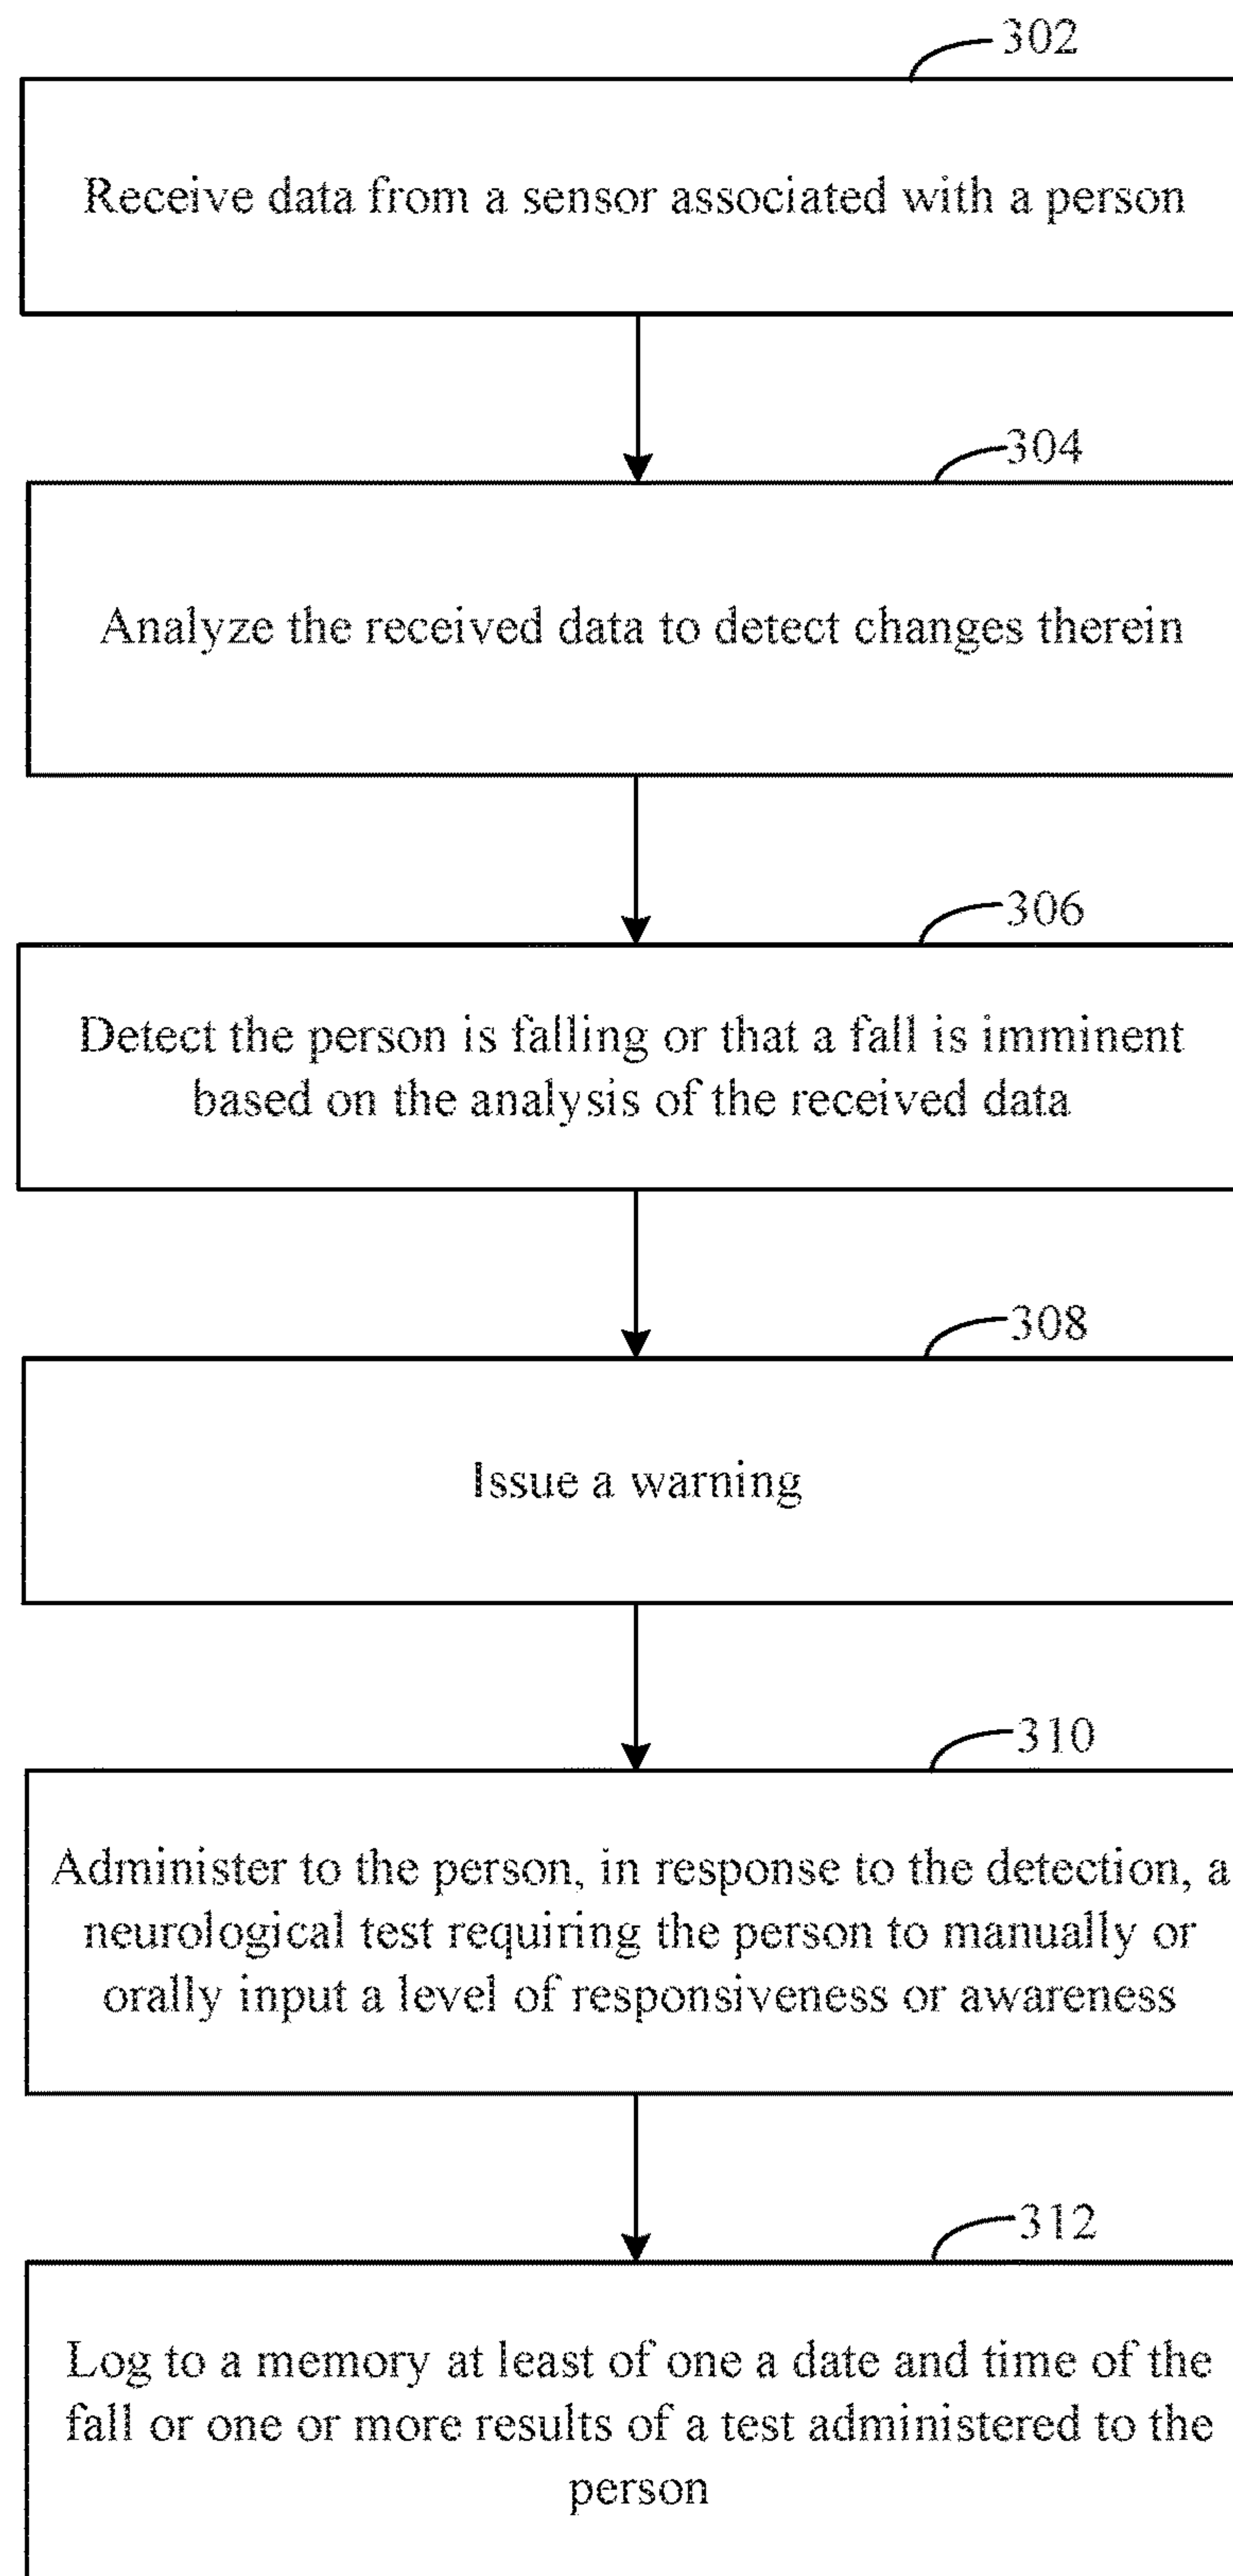 302
Receive data from a sensor associated with a person
304
Analyze the received data to detect changes therein
306
Detect the person is falling or that a fall is imminent
based on the analysis of the received data
308
Issue a warning
310
Administer to the person, in response to the detection, a
neurological test requiring the person to manually or
orally input a level of responsiveness or awareness
312
Log to a memory at least of one a date and time of the
fall or one or more results of a test administered to the
person